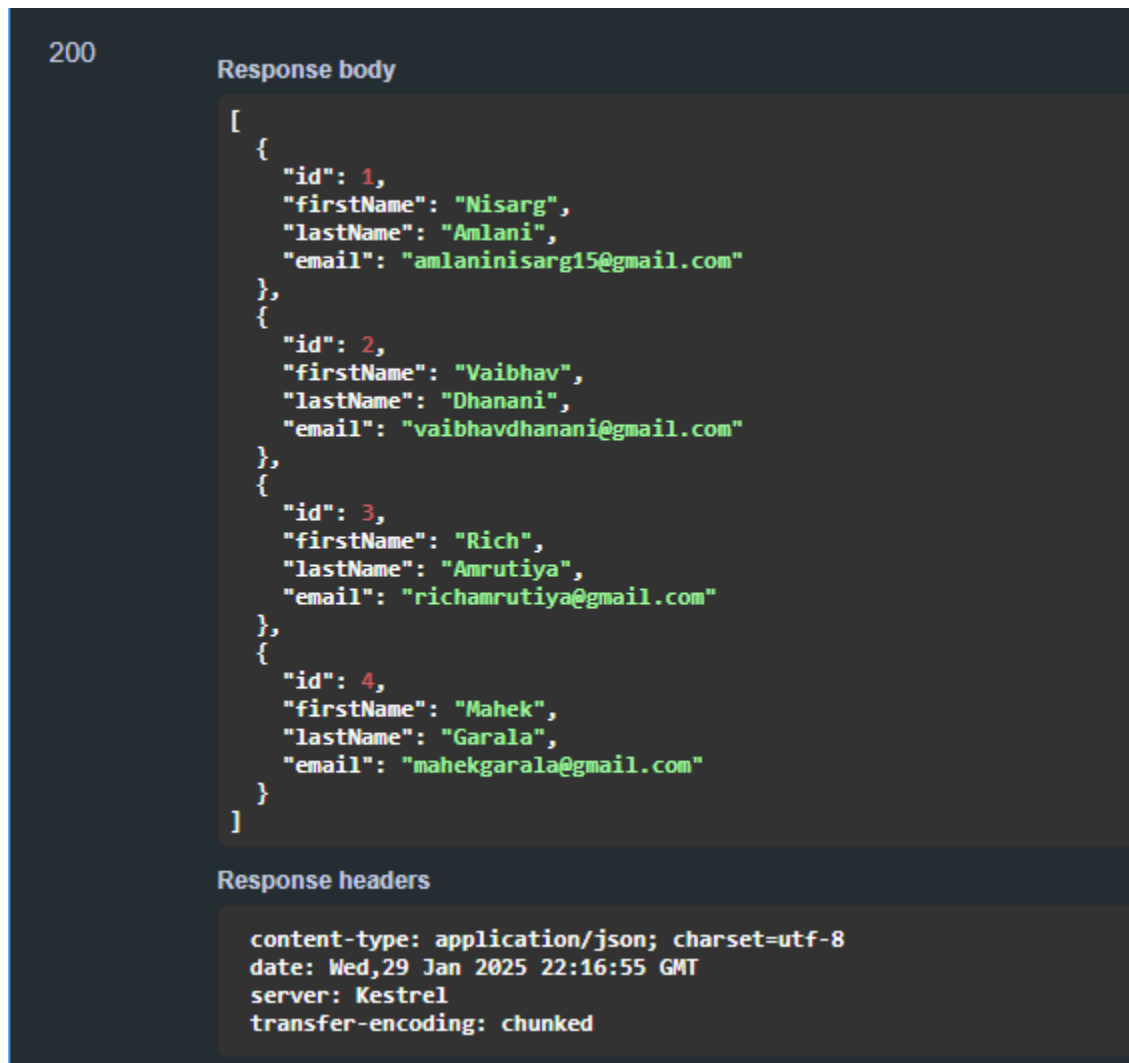 200
Response body
[
  {
    "id": 1,
    "firstName": "Nisarg",
    "lastName": "Amlani",
    "email": "amlaninisarg15@gmail.com"
  },
  {
    "id": 2,
    "firstName": "Vaibhav",
    "lastName": "Dhanani",
    "email": "vaibhavdhanani@gmail.com"
  },
  {
    "id": 3,
    "firstName": "Rich",
    "lastName": "Amrutiya",
    "email": "richamrutiya@gmail.com"
  },
  {
    "id": 4,
    "firstName": "Mahek",
    "lastName": "Garala",
    "email": "mahekgarala@gmail.com"
  }
]
Response headers
content-type: application/json; charset=utf-8
date: Wed,29 Jan 2025 22:16:55 GMT
server: Kestrel
transfer-encoding: chunked